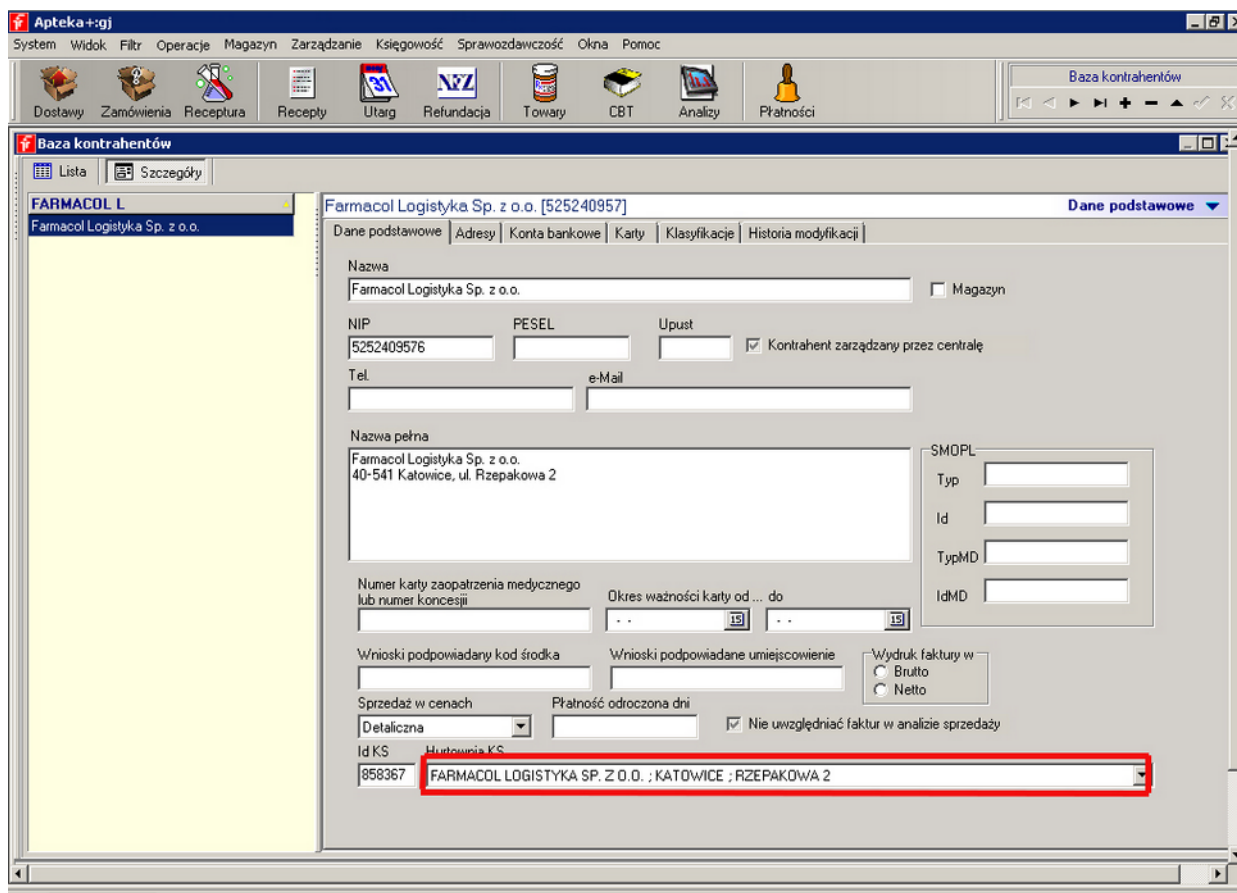 Apteka+:gj
System Widok Filtr Operacje Magazyn Zarządzanie Księgowość Sprawozdawczość Okna Pomoc
31 NFZ
Dostawy Zamówienia Receptura Recepty Utarg Refundacja Towary CBT Analizy Płatności
Baza kontrahentów
Baza kontrahentów
Lista Szczegóły
FARMACOL L
Farmacol Logistyka Sp. z o.o.
Farmacol Logistyka Sp. z o.o. [525240957]
Dane podstawowe
Dane podstawowe Adresy Konta bankowe Karty Klasyfikacje Historia modyfikacji
Nazwa
Farmacol Logistyka Sp. z o.o.
Magazyn
NIP PESEL Upust
5252409576
Kontrahent zarządzany przez centralę
Tel. e-Mail
Nazwa pełna
Farmacol Logistyka Sp. z o.o.
40-541 Katowice, ul. Rzepakowa 2
SMOPL
Typ
Id
TypMD
IdMD
Numer karty zaopatrzenia medycznego
lub numer koncesji
Okres ważności karty od ... do
- - 15 - - 15
Wnioski podpowiadany kod środka Wnioski podpowiadane umiejscowienie
Wydruk faktury w
Brutto
Netto
Sprzedaż w cenach Płatność odroczona dni
Detaliczna
Nie uwzględniać faktur w analizie sprzedaży
Id KS Hurtownia KS
858367 FARMACOL LOGISTYKA SP. Z O.O. ; KATOWICE ; RZEPAKOWA 2